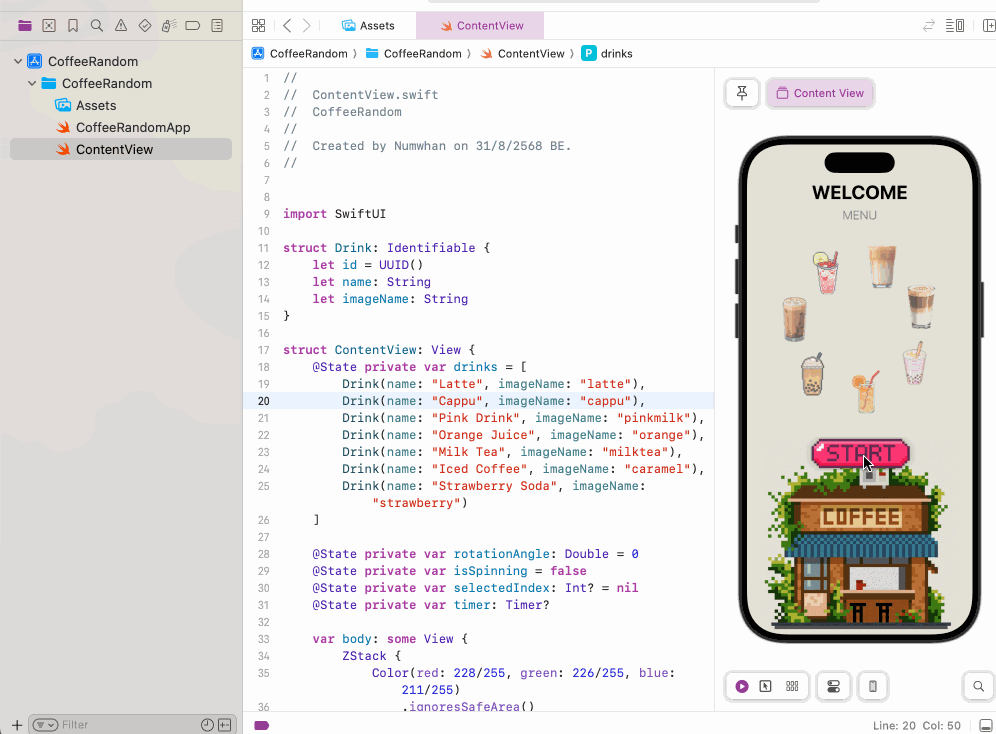 Assets
ContentView
CoffeeRandom
CoffeeRandom
Assets
CoffeeRandomApp
ContentView
CoffeeRandom 〉 CoffeeRandom 〉 ContentView 〉 P drinks
1 //
2 //  ContentView.swift
3 //  CoffeeRandom
4 //
5 //  Created by Numwhan on 31/8/2568 BE.
6 //
7
8
9 import SwiftUI
10
11 struct Drink: Identifiable {
12     let id = UUID()
13     let name: String
14     let imageName: String
15 }
16
17 struct ContentView: View {
18     @State private var drinks = [
19         Drink(name: "Latte", imageName: "latte"),
20         Drink(name: "Cappu", imageName: "cappu"),
21         Drink(name: "Pink Drink", imageName: "pinkmilk"),
22         Drink(name: "Orange Juice", imageName: "orange"),
23         Drink(name: "Milk Tea", imageName: "milktea"),
24         Drink(name: "Iced Coffee", imageName: "caramel"),
25         Drink(name: "Strawberry Soda", imageName:
"strawberry")
26     ]
27
28     @State private var rotationAngle: Double = 0
29     @State private var isSpinning = false
30     @State private var selectedIndex: Int? = nil
31     @State private var timer: Timer?
32
33     var body: some View {
34         ZStack {
35             Color(red: 228/255, green: 226/255, blue:
211/255)
36                 .ignoresSafeArea()
Content View
WELCOME
MENU
START
COFFEE
Filter
Line: 20 Col: 50